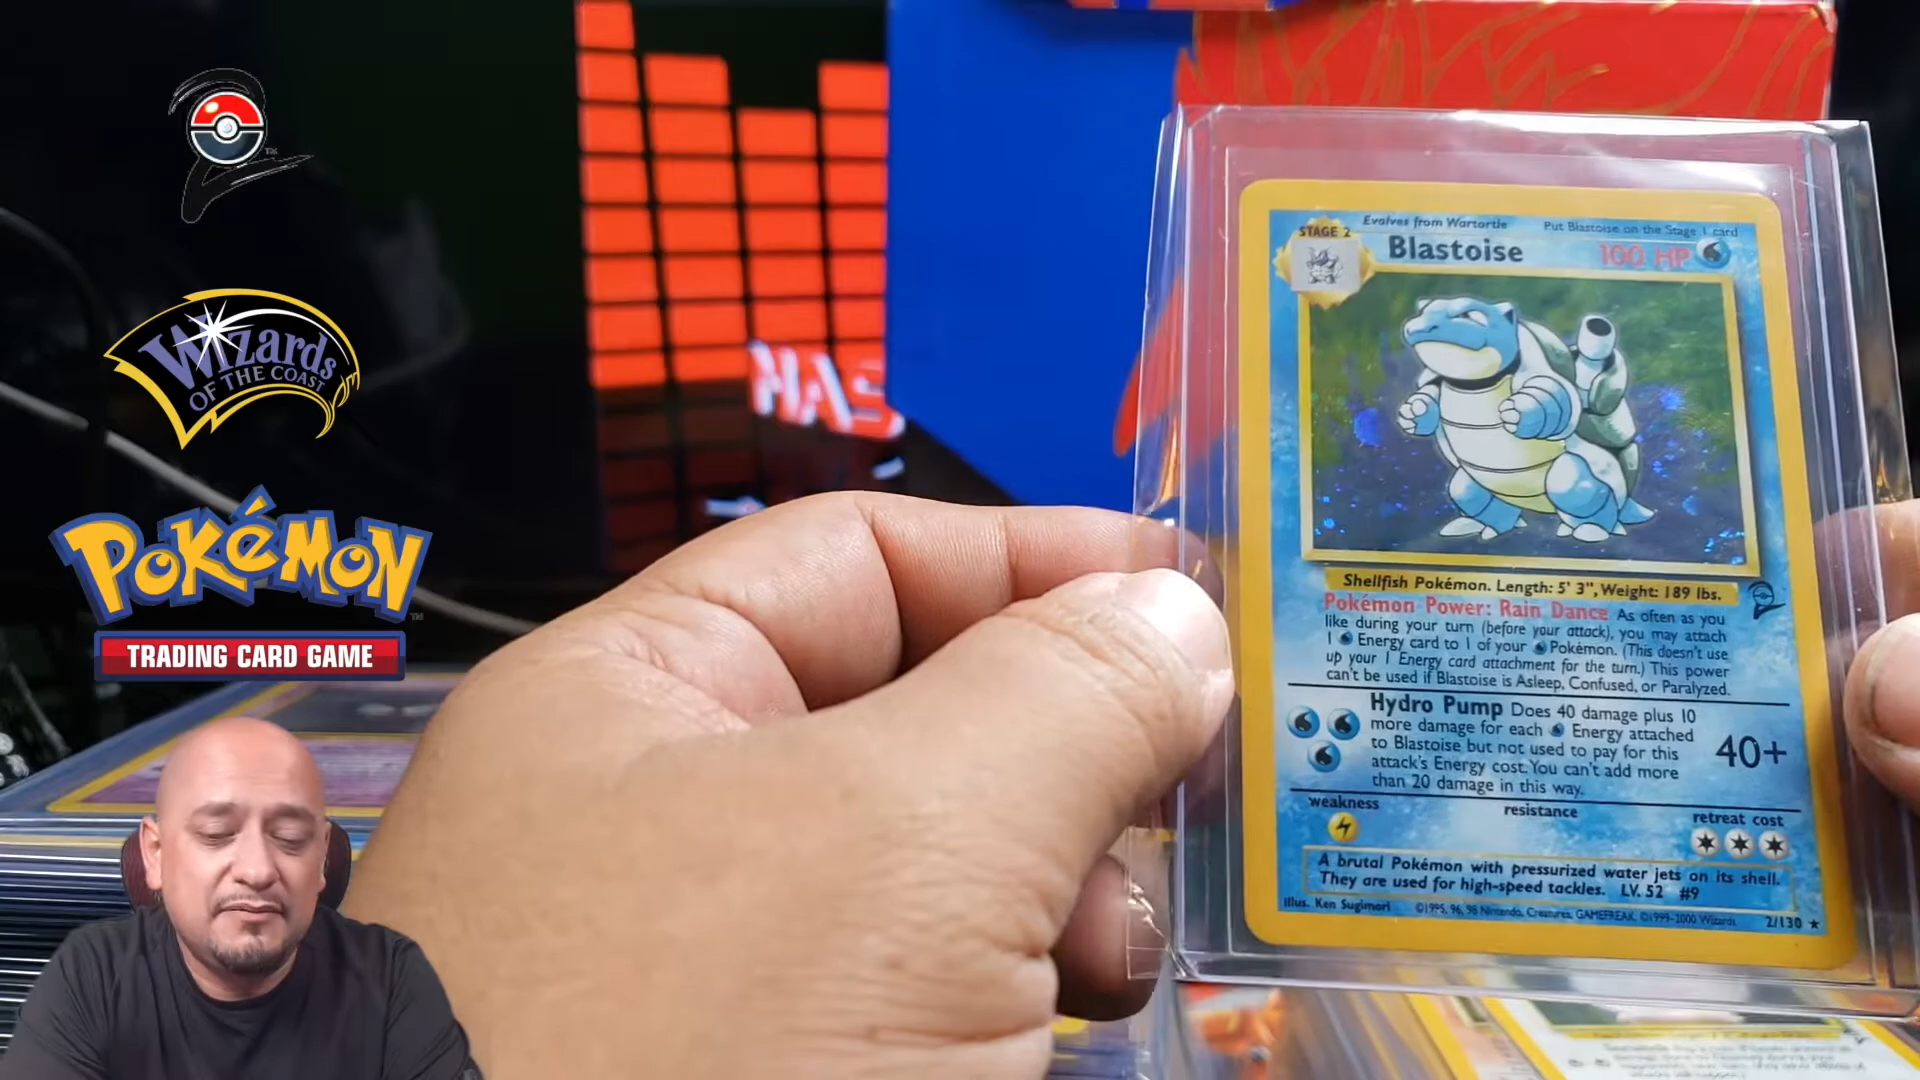 TM
Wizards
OF THE COAST
POKéMON
TM
TRADING CARD GAME
HAS
Evolves from Wartortle Put Blastoise on the Stage 1 card
STAGE 2
Blastoise 100 HP
Shellfish Pokémon. Length: 5' 3", Weight: 189 lbs.
Pokémon Power: Rain Dance As often as you
like during your turn (before your attack), you may attach
1 Energy card to 1 of your Pokémon. (This doesn't use
up your 1 Energy card attachment for the turn.) This power
can't be used if Blastoise is Asleep, Confused, or Paralyzed.
Hydro Pump Does 40 damage plus 10
more damage for each Energy attached
to Blastoise but not used to pay for this
attack's Energy cost. You can't add more
than 20 damage in this way.
40+
weakness resistance retreat cost
A brutal Pokémon with pressurized water jets on its shell.
They are used for high-speed tackles. LV. 52 #9
Illus. Ken Sugimori ©1995, 96, 98 Nintendo, Creatures, GAMEFREAK. ©1999-2000 Wizards. 2/130